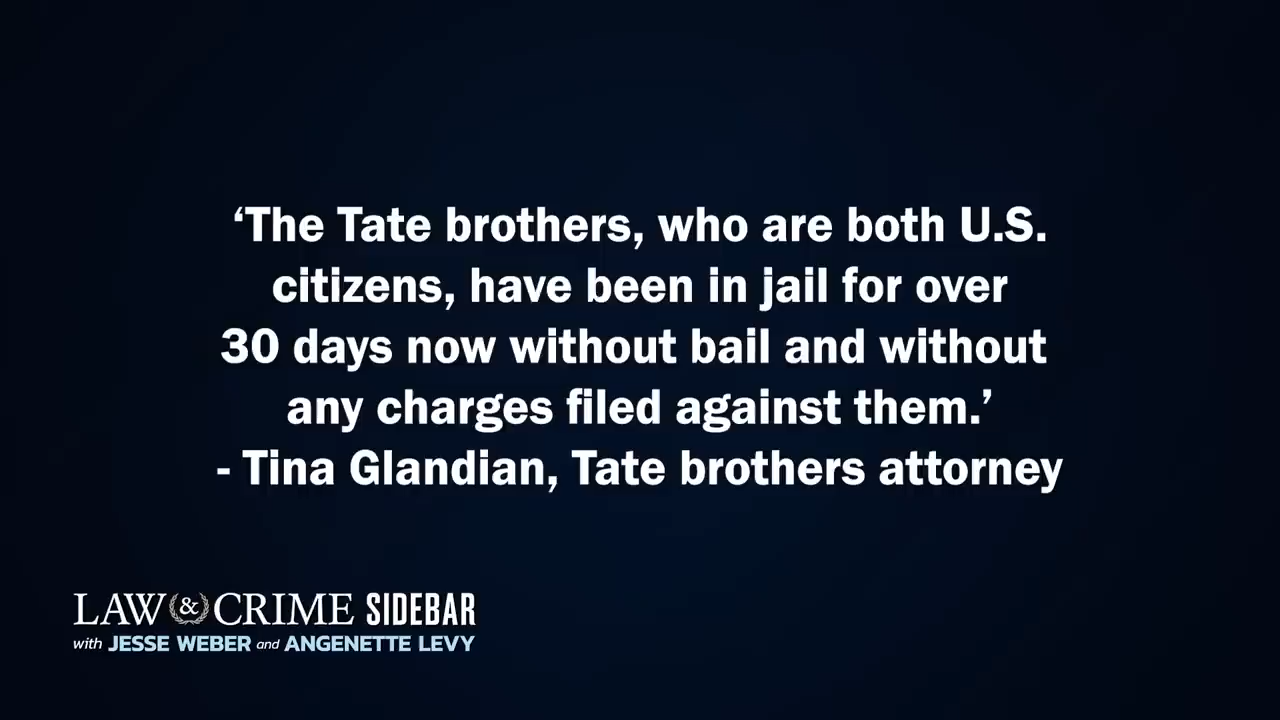 ‘The Tate brothers, who are both U.S.
citizens, have been in jail for over
30 days now without bail and without
any charges filed against them.’
- Tina Glandian, Tate brothers attorney
LAW & CRIME SIDEBAR
with JESSE WEBER and ANGENETTE LEVY